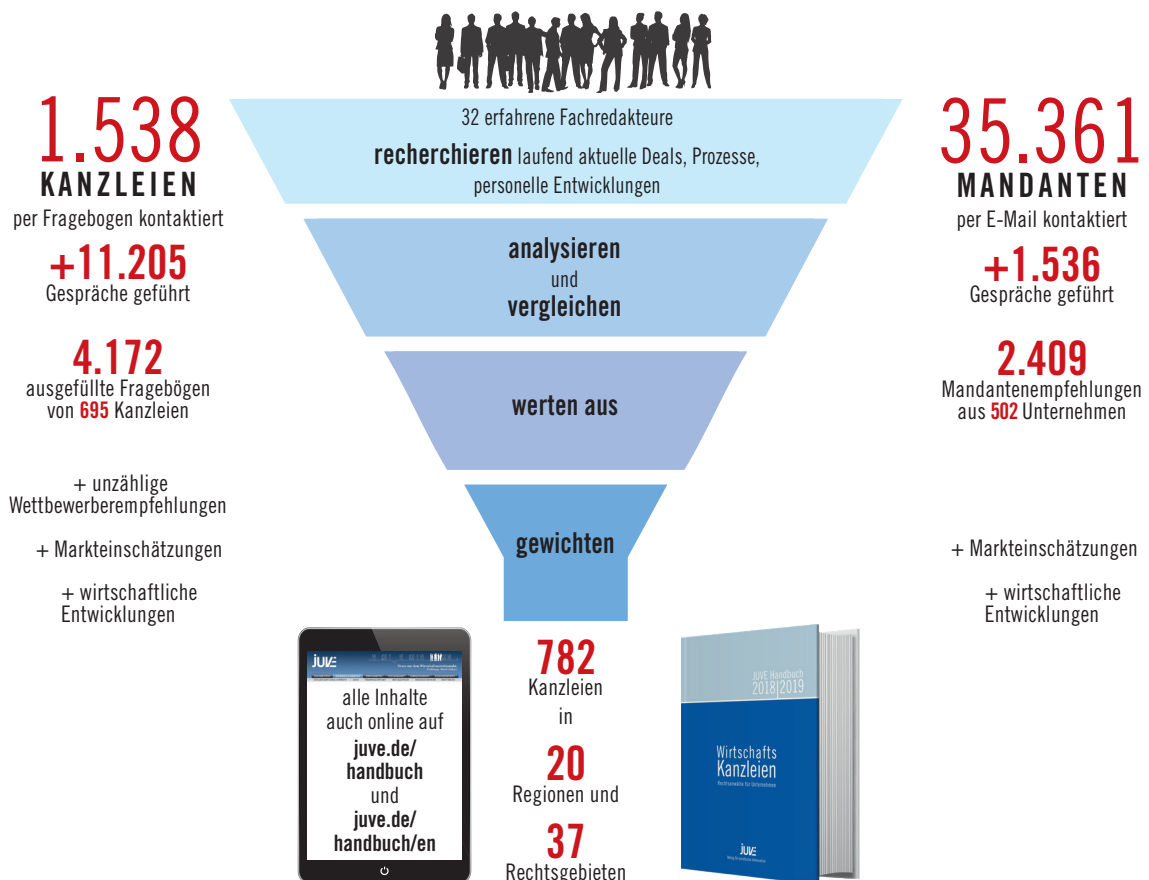 1.538
KANZLEIEN
per Fragebogen kontaktiert
+11.205
Gespräche geführt
4.172
ausgefüllte Fragebögen
von 695 Kanzleien
+ unzählige
Wettbewerberempfehlungen
+ Markteinschätzungen
+ wirtschaftliche
Entwicklungen
32 erfahrene Fachredakteure
recherchieren laufend aktuelle Deals, Prozesse,
personelle Entwicklungen
analysieren
und
vergleichen
werten aus
gewichten
35.361
MANDANTEN
per E-Mail kontaktiert
+1.536
Gespräche geführt
2.409
Mandantenempfehlungen
aus 502 Unternehmen
+ Markteinschätzungen
+ wirtschaftliche
Entwicklungen
JUVE
alle Inhalte
auch online auf
juve.de/
handbuch
und
juve.de/
handbuch/en
782
Kanzleien
in
20
Regionen und
37
Rechtsgebieten
JUVE Handbuch
2018|2019
Wirtschafts
Kanzleien
Rechtsanwälte für Unternehmen
JUVE